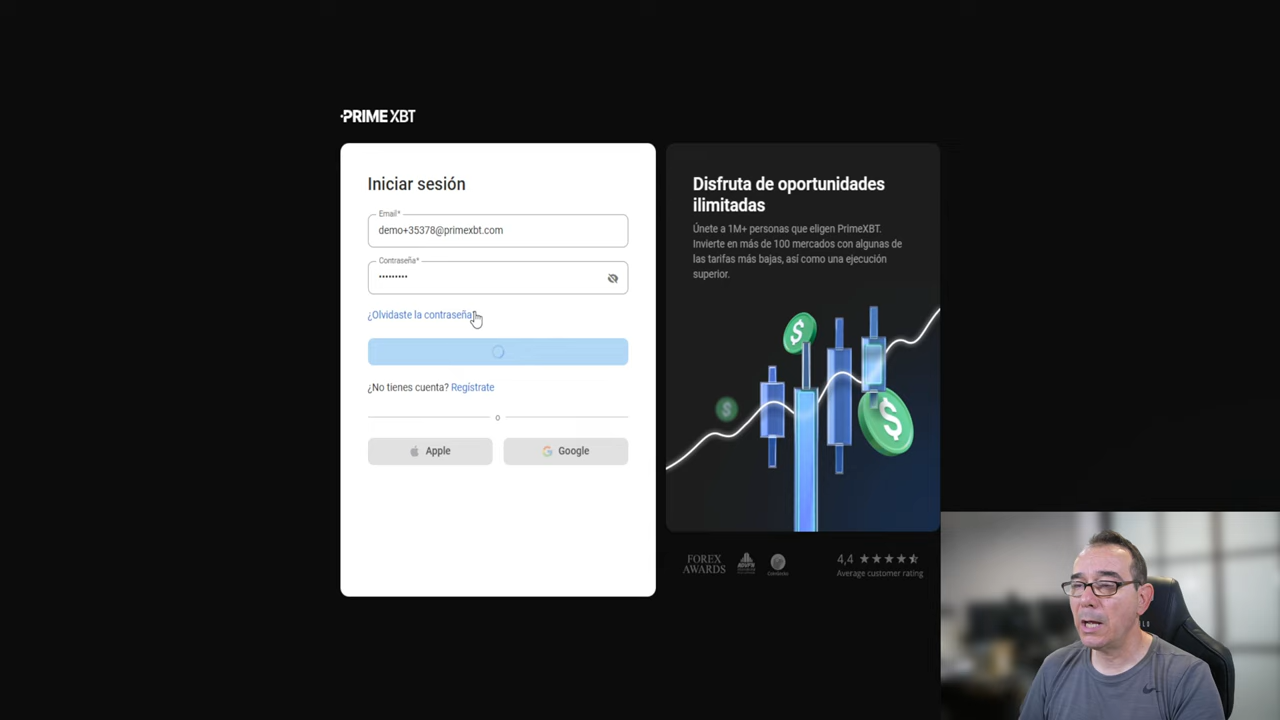 PRIME XBT
Iniciar sesión
Email*
demo+35378@primexbt.com
Contraseña*
•••••••••
¿Olvidaste la contraseña
¿No tienes cuenta? Regístrate
o
Apple
Google
Disfruta de oportunidades
ilimitadas
Únete a 1M+ personas que eligen PrimeXBT.
Invierte en más de 100 mercados con algunas de
las tarifas más bajas, así como una ejecución
superior.
FOREX
AWARDS
4,4
Average customer rating